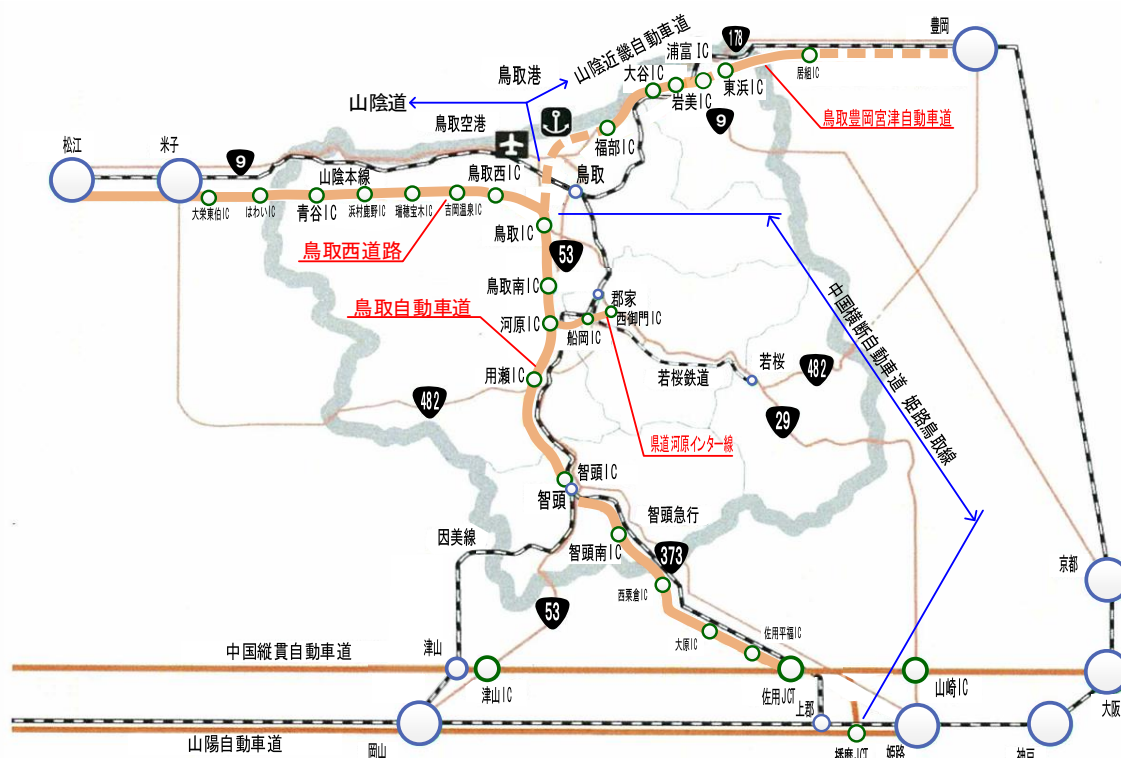 豊岡
178
浦富 IC
山陰近畿自動車道
居組IC
大谷IC
鳥取港
東浜IC
岩美IC
山陰道
9
鳥取豊岡宮津自動車道
鳥取空港
福部IC
松江
米子
9
山陰本線
鳥取西IC
鳥取
大栄東伯IC
はわいIC
青谷IC
浜村鹿野IC
瑞穂宝木IC
吉岡温泉IC
鳥取IC
鳥取西道路
53
鳥取南IC
郡家
鳥取自動車道
西御門IC
河原IC
船岡IC
中国横断自動車道 姫路鳥取線
若桜
用瀬IC
若桜鉄道
482
482
29
県道河原インター線
智頭IC
智頭
智頭急行
因美線
智頭南IC
373
京都
西粟倉IC
53
大原IC
佐用平福IC
中国縦貫自動車道
津山
津山IC
佐用JCT
山崎IC
大阪
上郡
山陽自動車道
岡山
播磨JCT
姫路
神戸